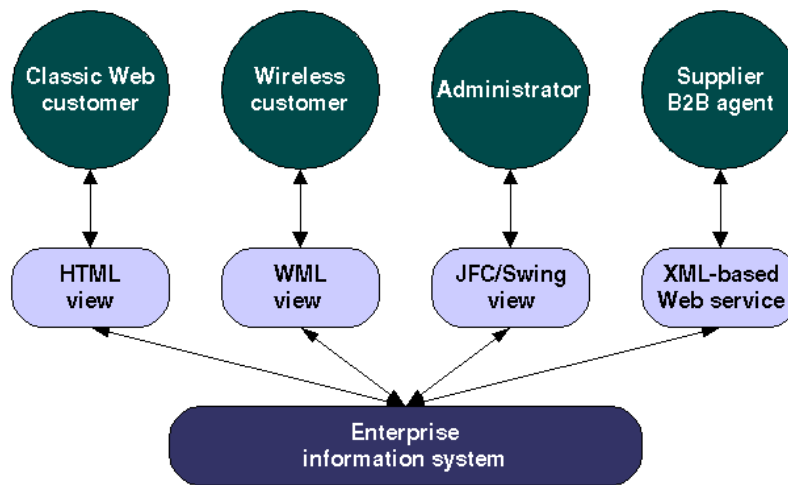 Classic Web
customer
Wireless
customer
Administrator
Supplier
B2B agent
HTML
view
WML
view
JFC/Swing
view
XML-based
Web service
Enterprise
information system